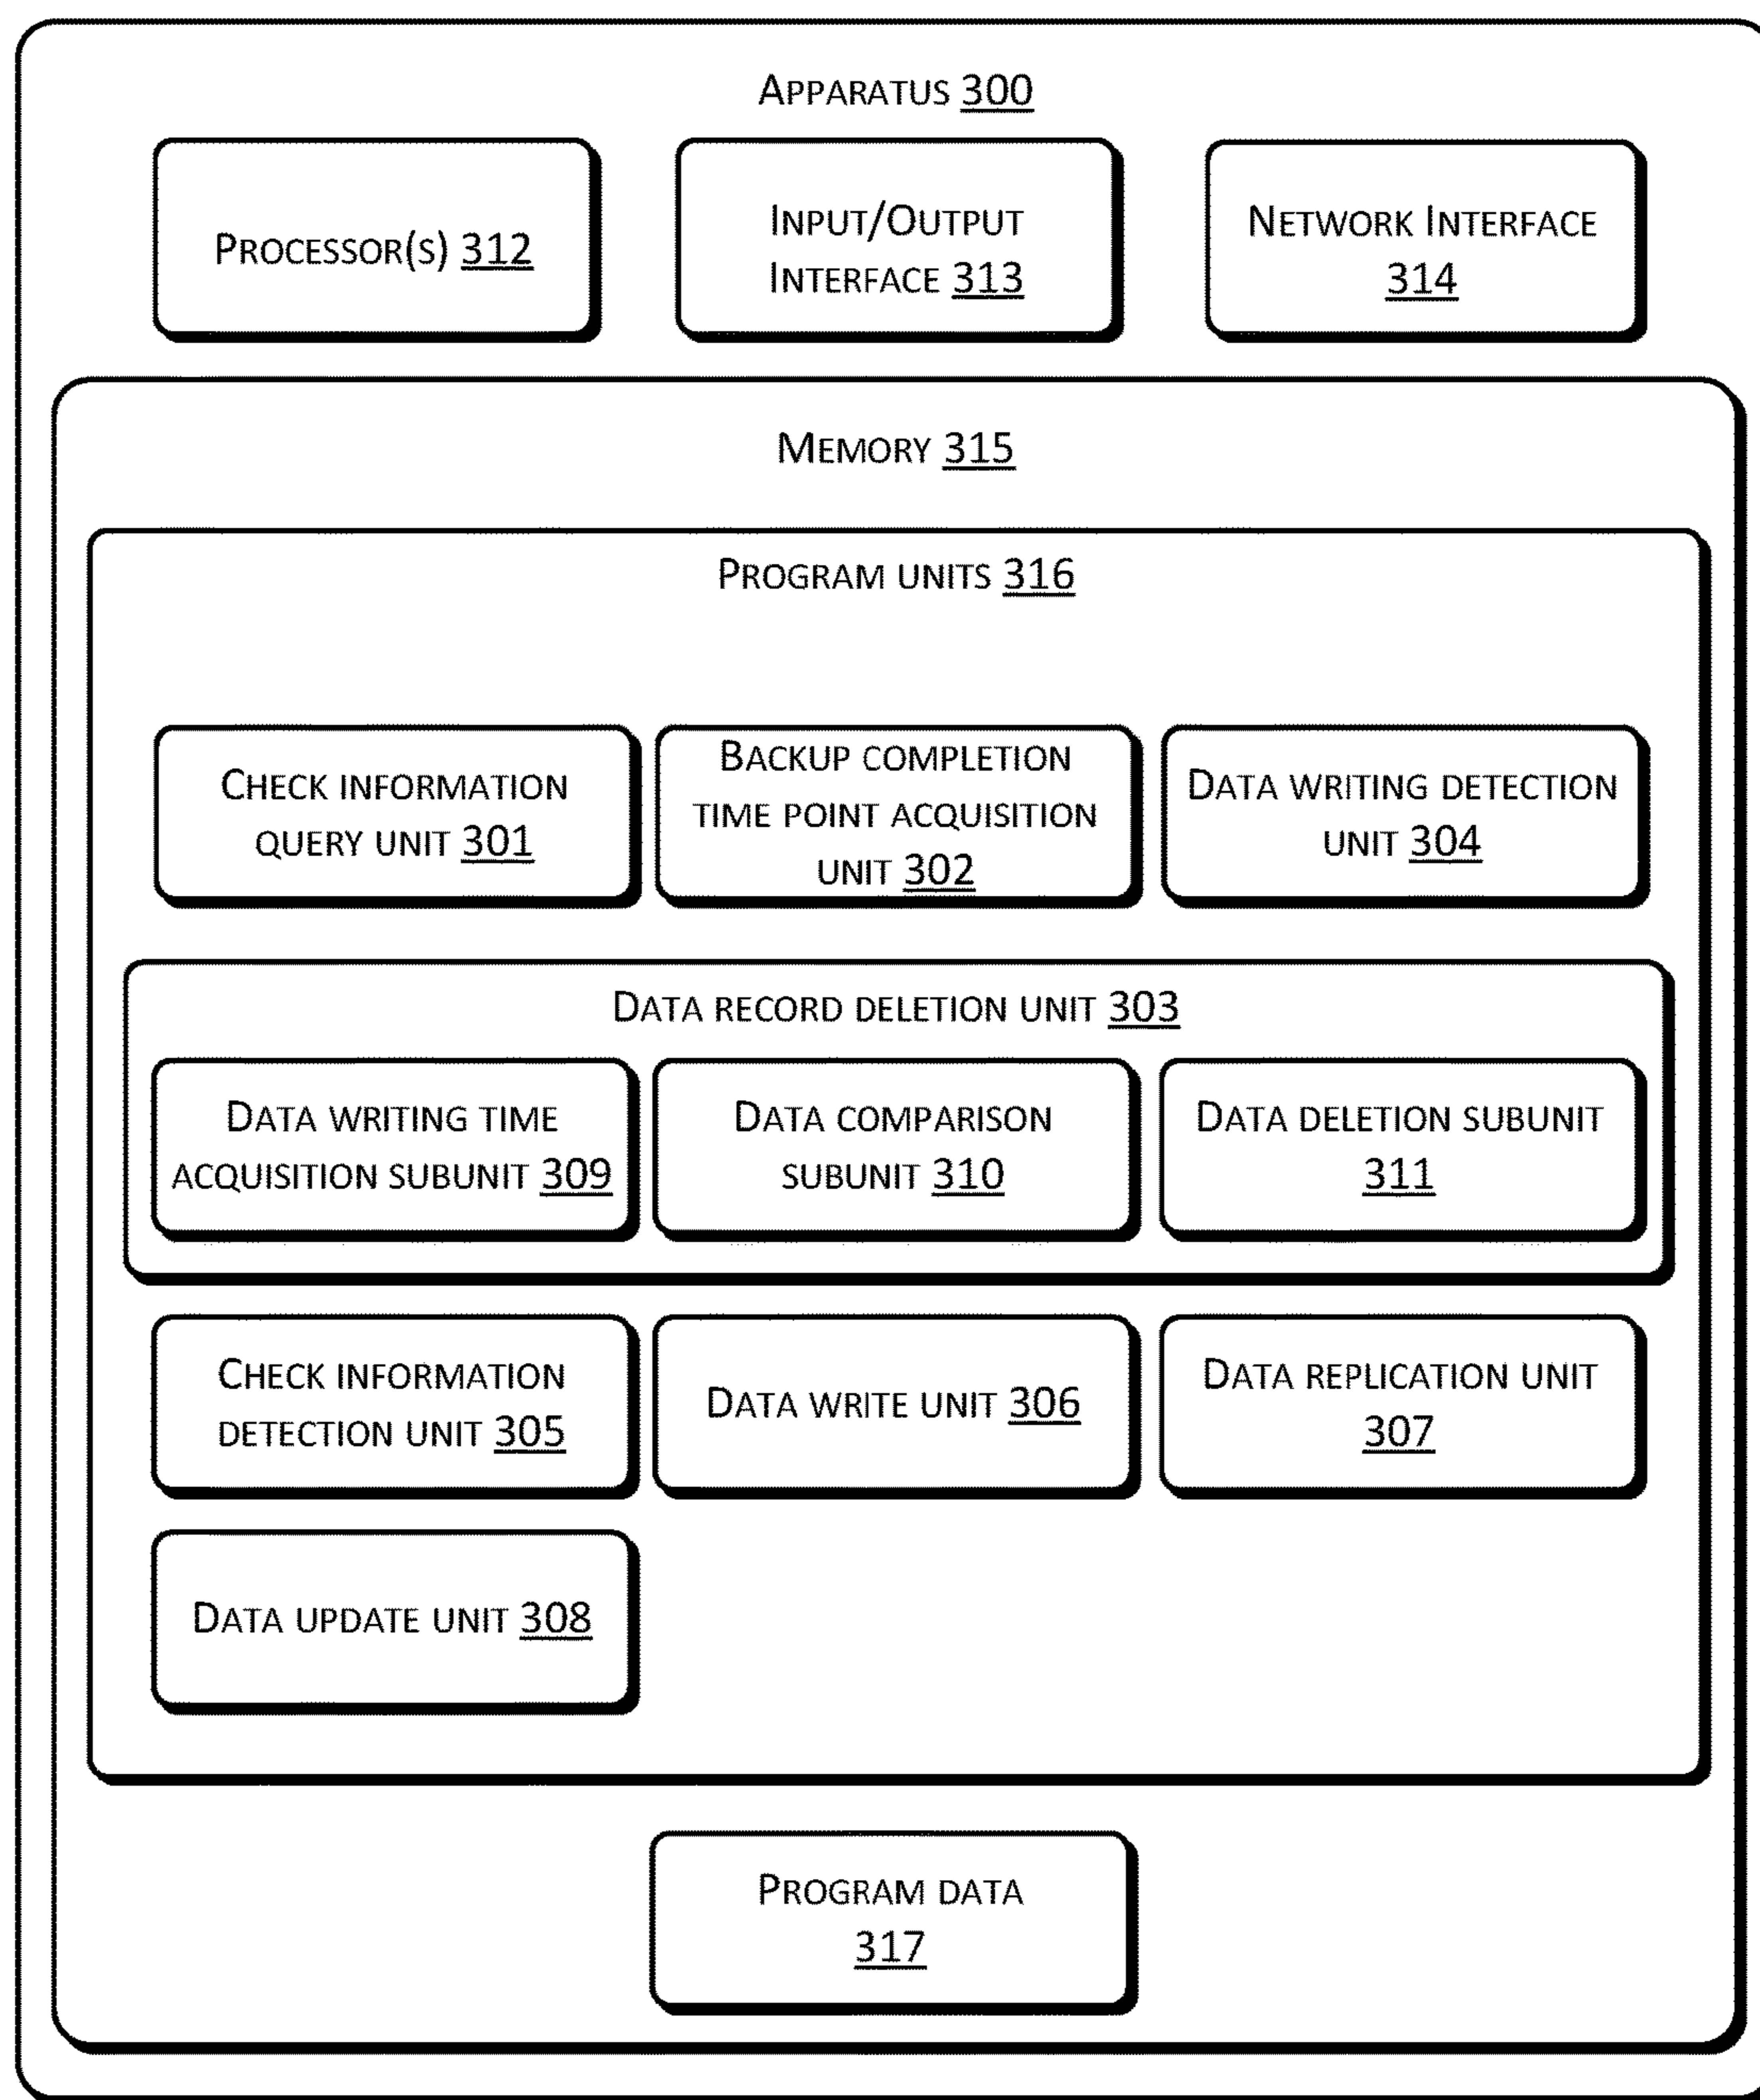 APPARATUS 300
PROCESSOR(S) 312
INPUT/OUTPUT
INTERFACE 313
NETWORK INTERFACE
314
MEMORY 315
PROGRAM UNITS 316
CHECK INFORMATION
QUERY UNIT 301
BACKUP COMPLETION
TIME POINT ACQUISITION
UNIT 302
DATA WRITING DETECTION
UNIT 304
DATA RECORD DELETION UNIT 303
DATA WRITING TIME
ACQUISITION SUBUNIT 309
DATA COMPARISON
SUBUNIT 310
DATA DELETION SUBUNIT
311
CHECK INFORMATION
DETECTION UNIT 305
DATA WRITE UNIT 306
DATA REPLICATION UNIT
307
DATA UPDATE UNIT 308
PROGRAM DATA
317